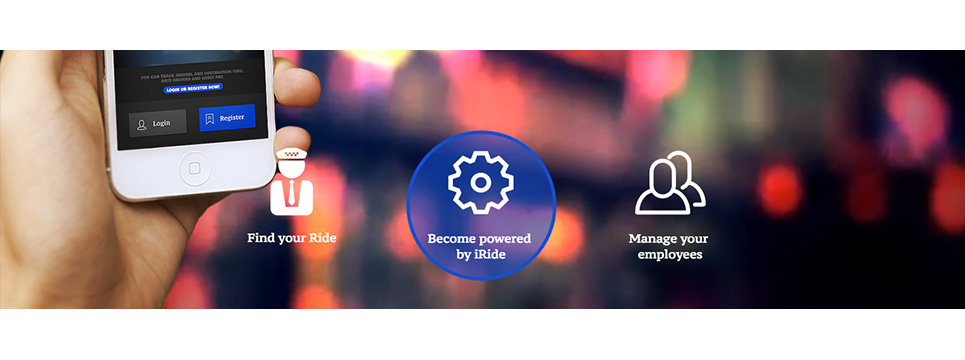 YOU CAN TRACK ARRIVAL AND DESTINATION TIME,
RATE DRIVERS AND EASILY PAY.
LOGIN OR REGISTER NOW!
Login
Register
Find your Ride
Become powered
by iRide
Manage your
employees